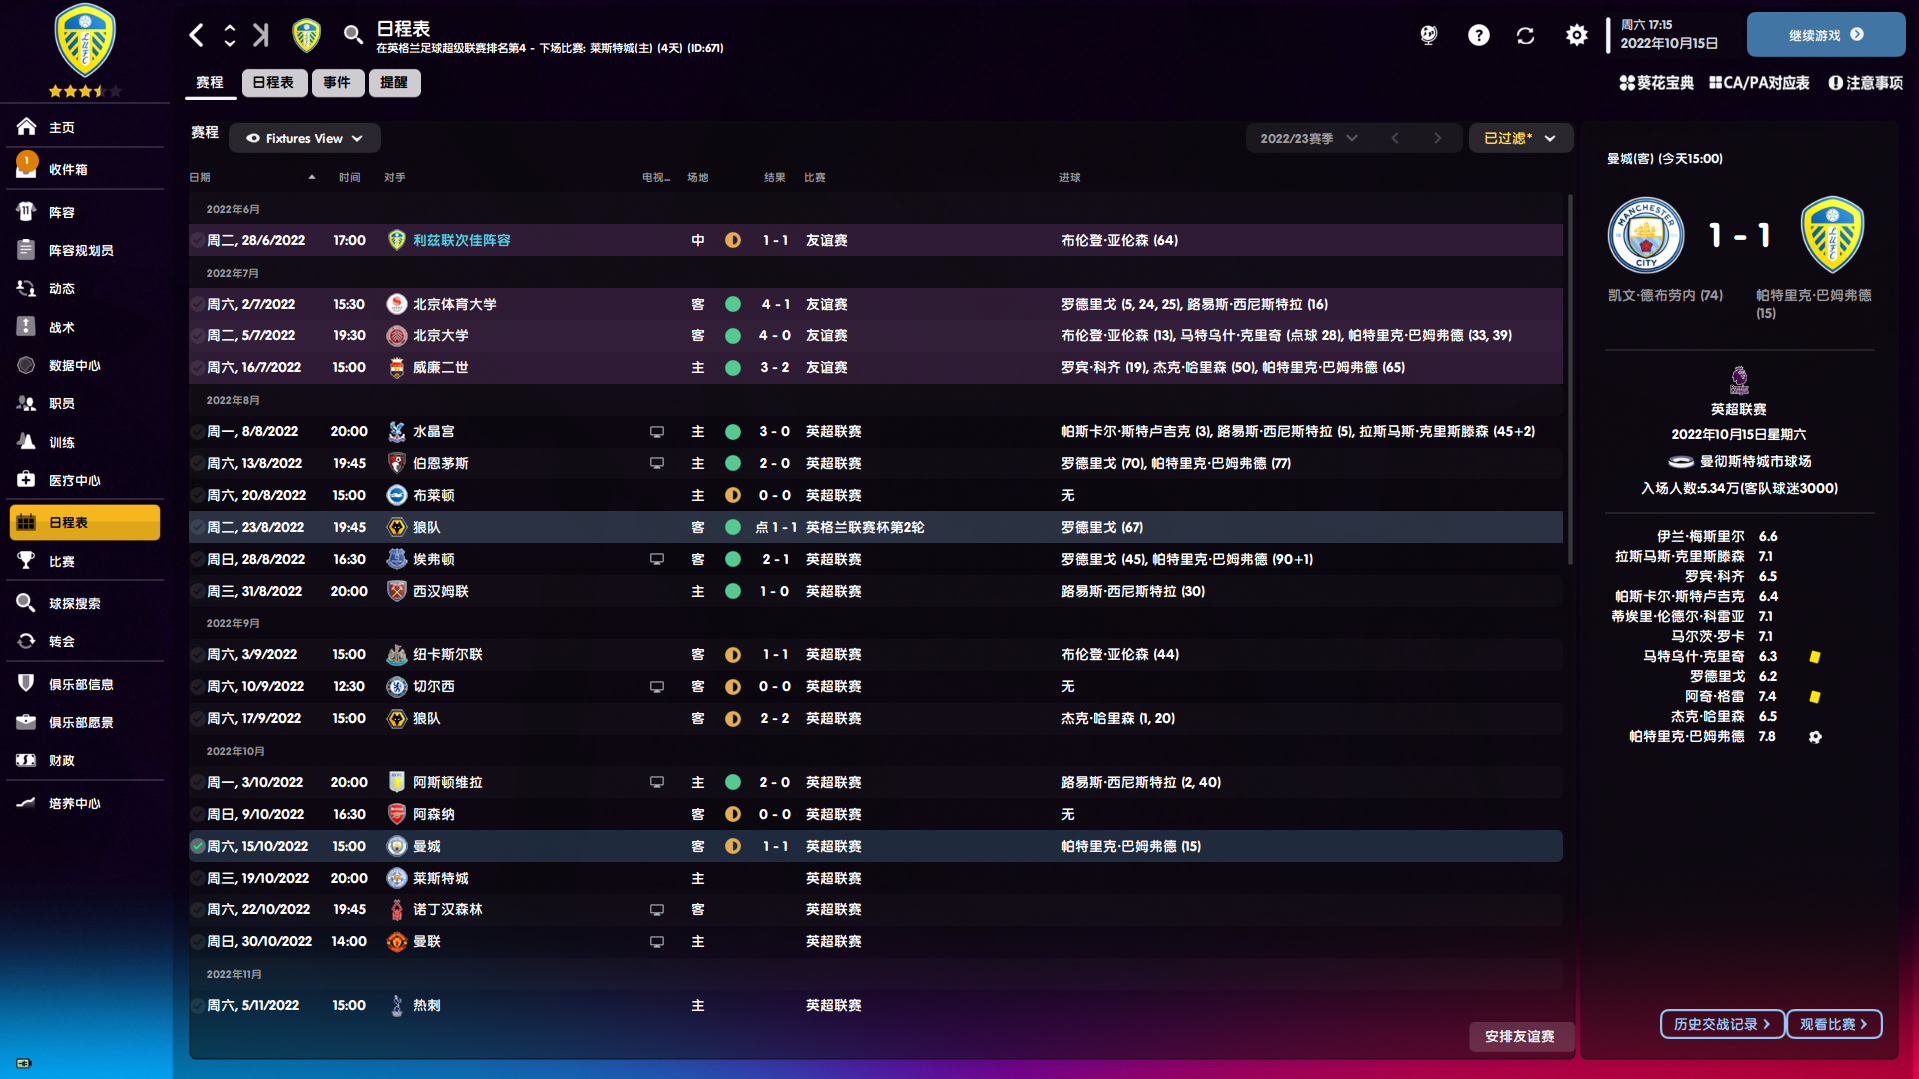 日程表
在英格兰足球超级联赛排名第4 - 下场比赛: 莱斯特城(主) (4天) (ID:671)
周六 17:15
2022年10月15日
继续游戏
赛程 日程表 事件 提醒
葵花宝典 CA/PA对应表 注意事项
1
主页
收件箱
阵容
阵容规划员
动态
战术
数据中心
职员
训练
医疗中心
日程表
比赛
球探搜索
转会
俱乐部信息
俱乐部愿景
财政
培养中心
赛程 Fixtures View 2022/23赛季 已过滤*
日期 时间 对手 电视... 场地 结果 比赛 进球
2022年6月
周二, 28/6/2022 17:00 利兹联次佳阵容 中 1 - 1 友谊赛 布伦登·亚伦森 (64)
2022年7月
周六, 2/7/2022 15:30 北京体育大学 客 4 - 1 友谊赛 罗德里戈 (5, 24, 25), 路易斯·西尼斯特拉 (16)
周二, 5/7/2022 19:30 北京大学 客 4 - 0 友谊赛 布伦登·亚伦森 (13), 马特乌什·克里奇 (点球 28), 帕特里克·巴姆弗德 (33, 39)
周六, 16/7/2022 15:00 威廉二世 主 3 - 2 友谊赛 罗宾·科齐 (19), 杰克·哈里森 (50), 帕特里克·巴姆弗德 (65)
2022年8月
周一, 8/8/2022 20:00 水晶宫 主 3 - 0 英超联赛 帕斯卡尔·斯特卢吉克 (3), 路易斯·西尼斯特拉 (5), 拉斯马斯·克里斯滕森 (45+2)
周六, 13/8/2022 19:45 伯恩茅斯 主 2 - 0 英超联赛 罗德里戈 (70), 帕特里克·巴姆弗德 (77)
周六, 20/8/2022 15:00 布莱顿 主 0 - 0 英超联赛 无
周二, 23/8/2022 19:45 狼队 客 点 1 - 1 英格兰联赛杯第2轮 罗德里戈 (67)
周日, 28/8/2022 16:30 埃弗顿 客 2 - 1 英超联赛 罗德里戈 (45), 帕特里克·巴姆弗德 (90+1)
周三, 31/8/2022 20:00 西汉姆联 主 1 - 0 英超联赛 路易斯·西尼斯特拉 (30)
2022年9月
周六, 3/9/2022 15:00 纽卡斯尔联 客 1 - 1 英超联赛 布伦登·亚伦森 (44)
周六, 10/9/2022 12:30 切尔西 客 0 - 0 英超联赛 无
周六, 17/9/2022 15:00 狼队 客 2 - 2 英超联赛 杰克·哈里森 (1, 20)
2022年10月
周一, 3/10/2022 20:00 阿斯顿维拉 主 2 - 0 英超联赛 路易斯·西尼斯特拉 (2, 40)
周日, 9/10/2022 16:30 阿森纳 客 0 - 0 英超联赛 无
周六, 15/10/2022 15:00 曼城 客 1 - 1 英超联赛 帕特里克·巴姆弗德 (15)
周三, 19/10/2022 20:00 莱斯特城 主 英超联赛
周六, 22/10/2022 19:45 诺丁汉森林 客 英超联赛
周日, 30/10/2022 14:00 曼联 主 英超联赛
2022年11月
周六, 5/11/2022 15:00 热刺 主 英超联赛
安排友谊赛
曼城(客) (今天15:00)
MANCHESTER
CITY
1 - 1
凯文·德布劳内 (74) 帕特里克·巴姆弗德
(15)
英超联赛
2022年10月15日星期六
曼彻斯特城市球场
入场人数:5.34万(客队球迷3000)
伊兰·梅斯里尔 6.6
拉斯马斯·克里斯滕森 7.1
罗宾·科齐 6.5
帕斯卡尔·斯特卢吉克 6.4
蒂埃里·伦德尔·科雷亚 7.1
马尔茨·罗卡 7.1
马特乌什·克里奇 6.3
罗德里戈 6.2
阿奇·格雷 7.4
杰克·哈里森 6.5
帕特里克·巴姆弗德 7.8
历史交战记录 观看比赛